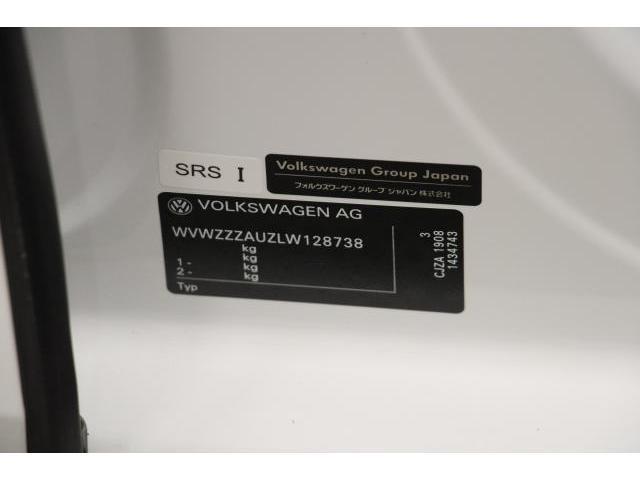 SRS I
Volkswagen Group Japan
フォルクスワーゲン グループ ジャパン 株式会社
VOLKSWAGEN AG
WVWZZZAUZLW128738
kg
kg
1 - kg
2 - kg
Typ
3
CJZA 1908
1434743